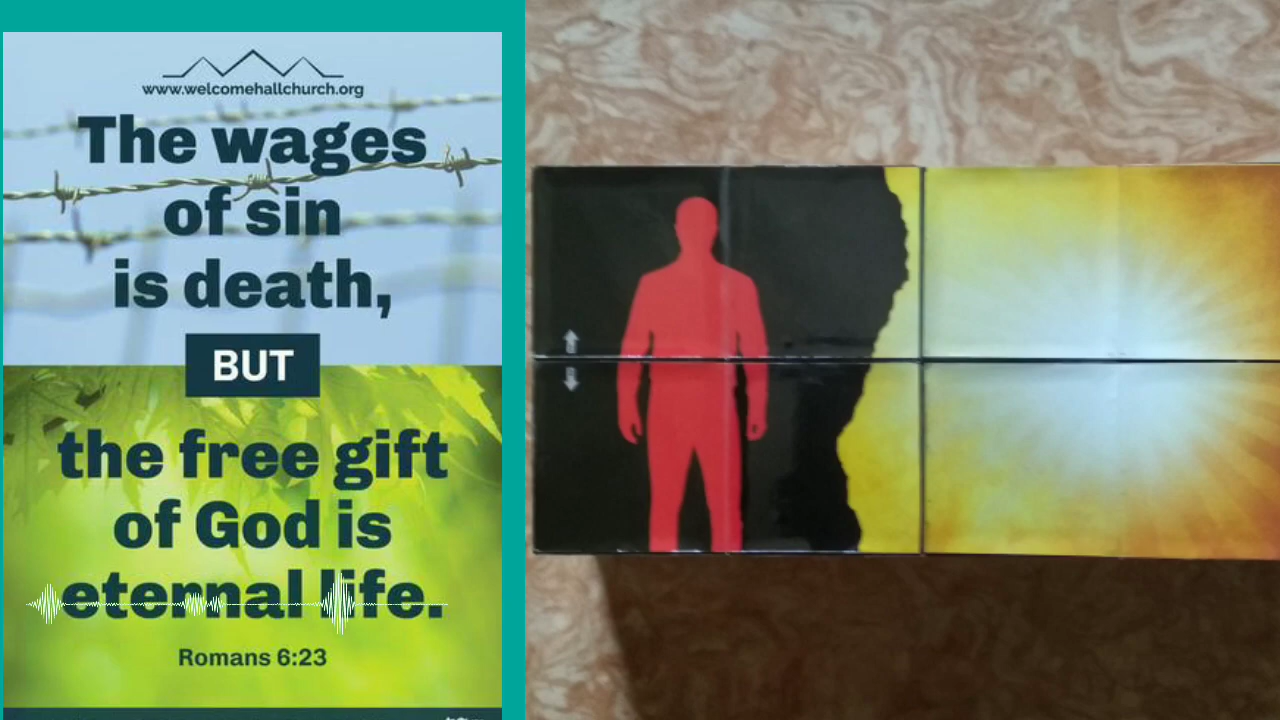 www.welcomehallchurch.org
The wages
of sin
is death,
BUT
the free gift
of God is
eternal life.
Romans 6:23